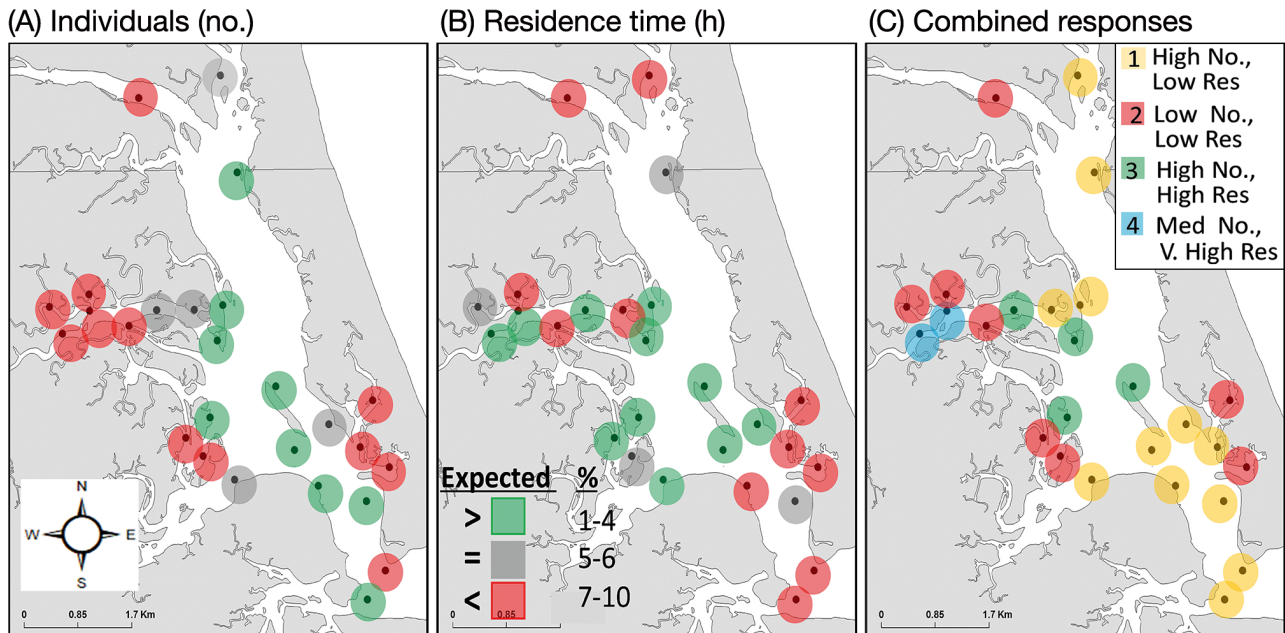 (A) Individuals (no.)
(B) Residence time (h)
(C) Combined responses
N
W E
S
0 0.85 1.7 Km
Expected %
> 1-4
= 5-6
< 7-10
0 0.85
1 High No.,
Low Res
2 Low No.,
Low Res
3 High No.,
High Res
4 Med No.,
V. High Res
0 0.85 1.7 Km